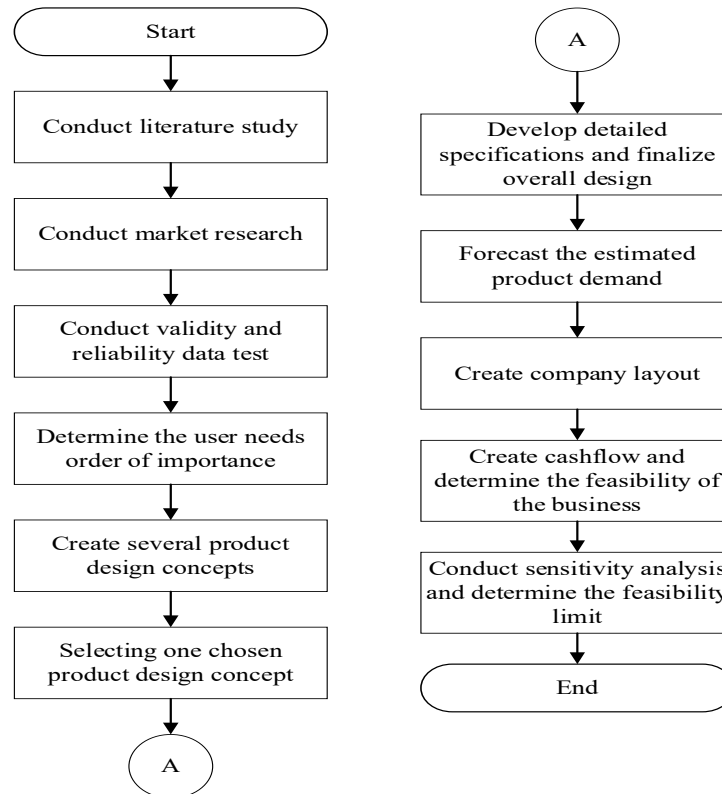 Start
Conduct literature study
Conduct market research
Conduct validity and
reliability data test
Determine the user needs
order of importance
Create several product
design concepts
Selecting one chosen
product design concept
A
A
Develop detailed
specifications and finalize
overall design
Forecast the estimated
product demand
Create company layout
Create cashflow and
determine the feasibility of
the business
Conduct sensitivity analysis
and determine the feasibility
limit
End